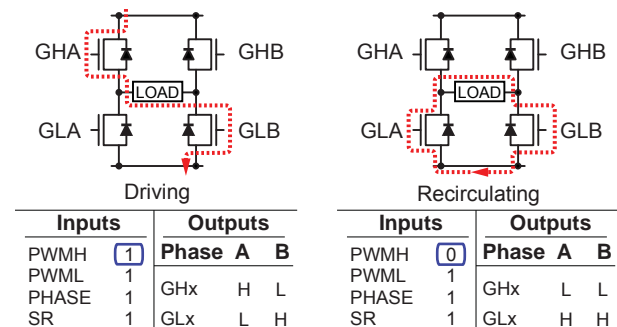 GHA GHB
LOAD
GLA GLB
Driving
Inputs Outputs
PWMH 1 Phase A B
PWML 1
GHx H L
PHASE 1
SR 1 GLx L H
GHA GHB
LOAD
GLA GLB
Recirculating
Inputs Outputs
PWMH 0 Phase A B
PWML 1
GHx L L
PHASE 1
SR 1 GLx H H